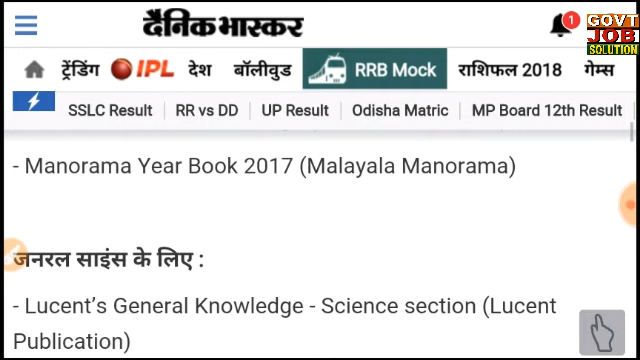 दैनिक भास्कर
1
GOVT
JOB
SOLUTION
ट्रेंडिंग IPL देश बॉलीवुड RRB Mock राशिफल 2018 गेम्स
SSLC Result RR vs DD UP Result Odisha Matric MP Board 12th Result
- Manorama Year Book 2017 (Malayala Manorama)
जनरल साइंस के लिए :
- Lucent's General Knowledge - Science section (Lucent
Publication)